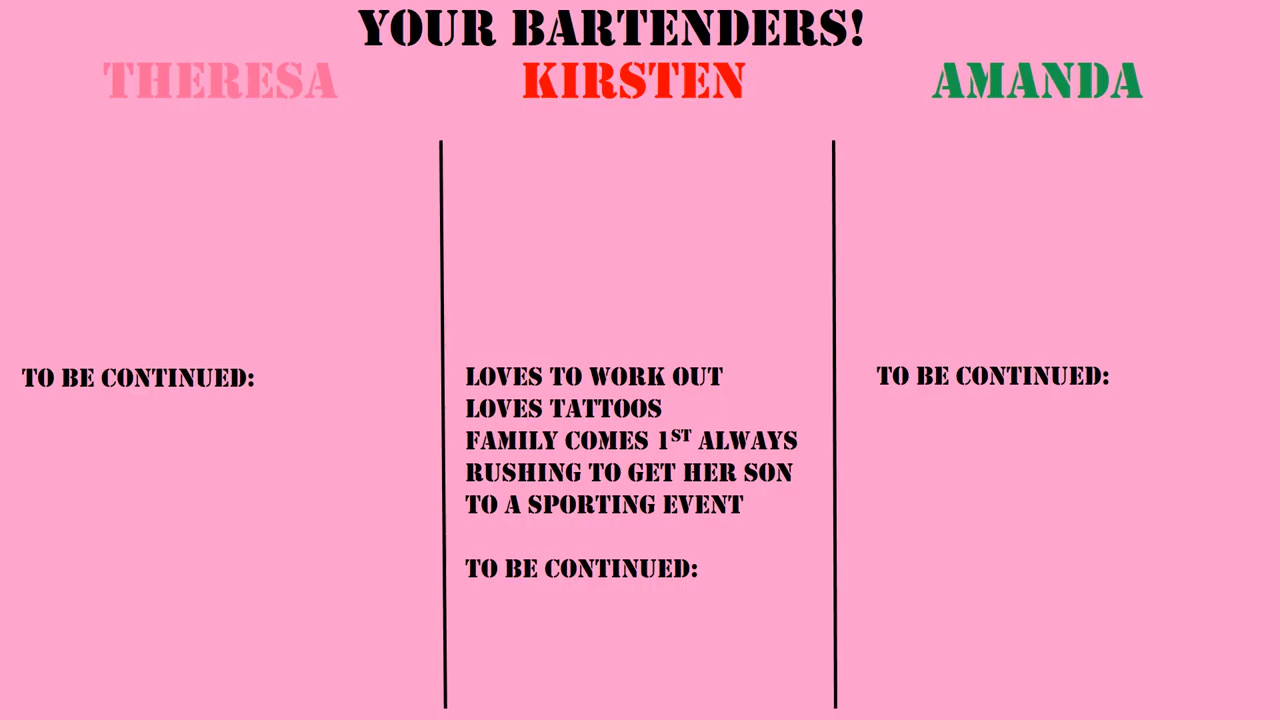 YOUR BARTENDERS!
THERESA
KIRSTEN
AMANDA
TO BE CONTINUED:
LOVES TO WORK OUT
LOVES TATTOOS
FAMILY COMES 1ST ALWAYS
RUSHING TO GET HER SON
TO A SPORTING EVENT
TO BE CONTINUED:
TO BE CONTINUED: